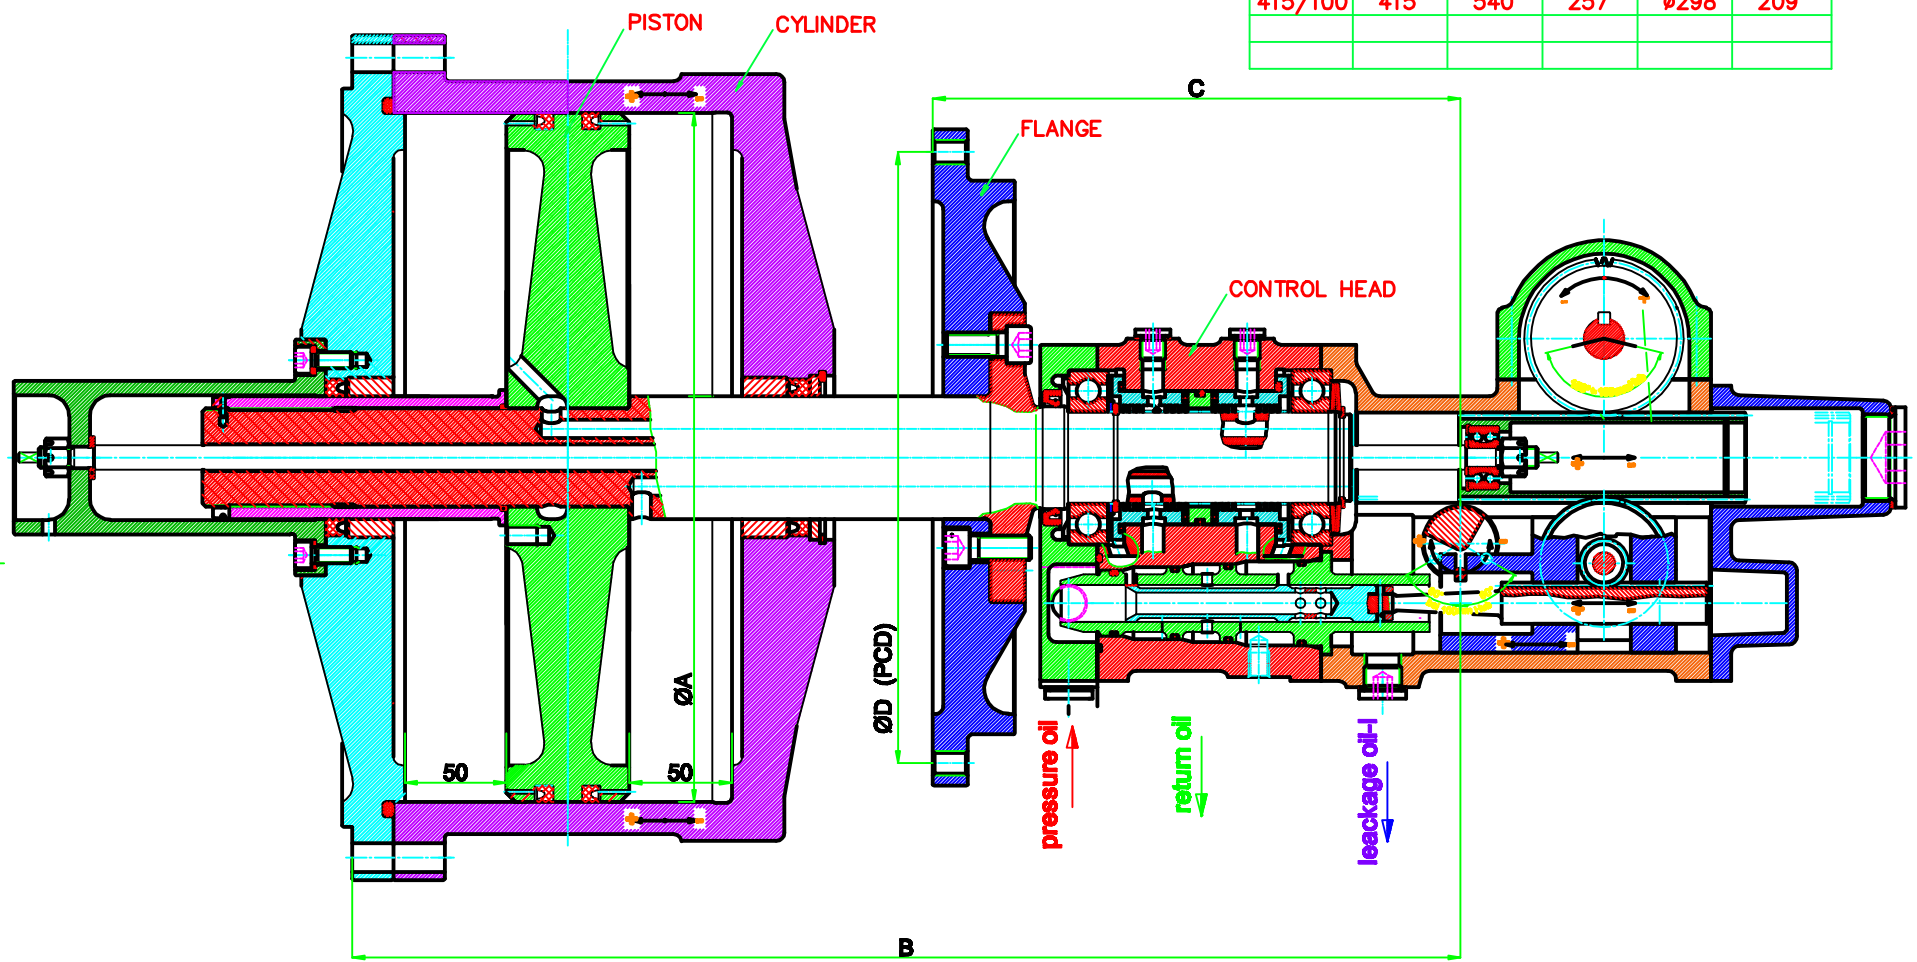 415/100 415 540 257 ø298 209
PISTON
CYLINDER
C
FLANGE
CONTROL HEAD
W
ØA
ØD (PCD)
50
50
pressure oil
return oil
leackage oil-I
B